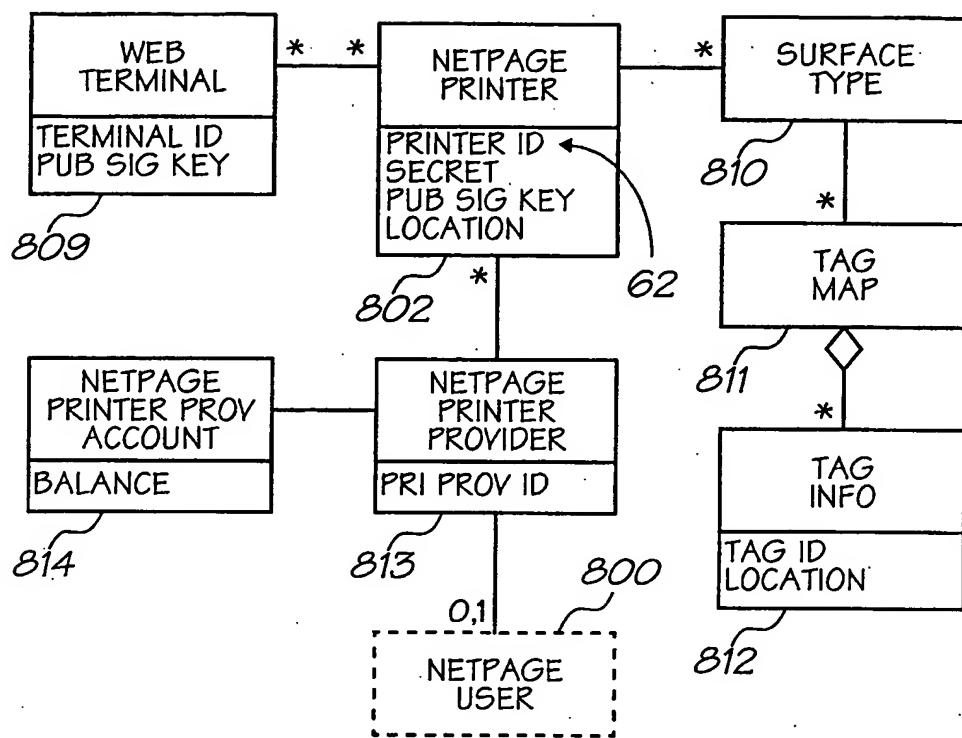 WEB
TERMINAL
TERMINAL ID
PUB SIG KEY
809
* *
NETPAGE
PRINTER
PRINTER ID
SECRET
PUB SIG KEY
LOCATION
802
62
*
*
SURFACE
TYPE
810
*
TAG
MAP
811
*
TAG
INFO
TAG ID
LOCATION
812
NETPAGE
PRINTER PROV
ACCOUNT
BALANCE
814
NETPAGE
PRINTER
PROVIDER
PRI PROV ID
813
0,1
800
NETPAGE
USER